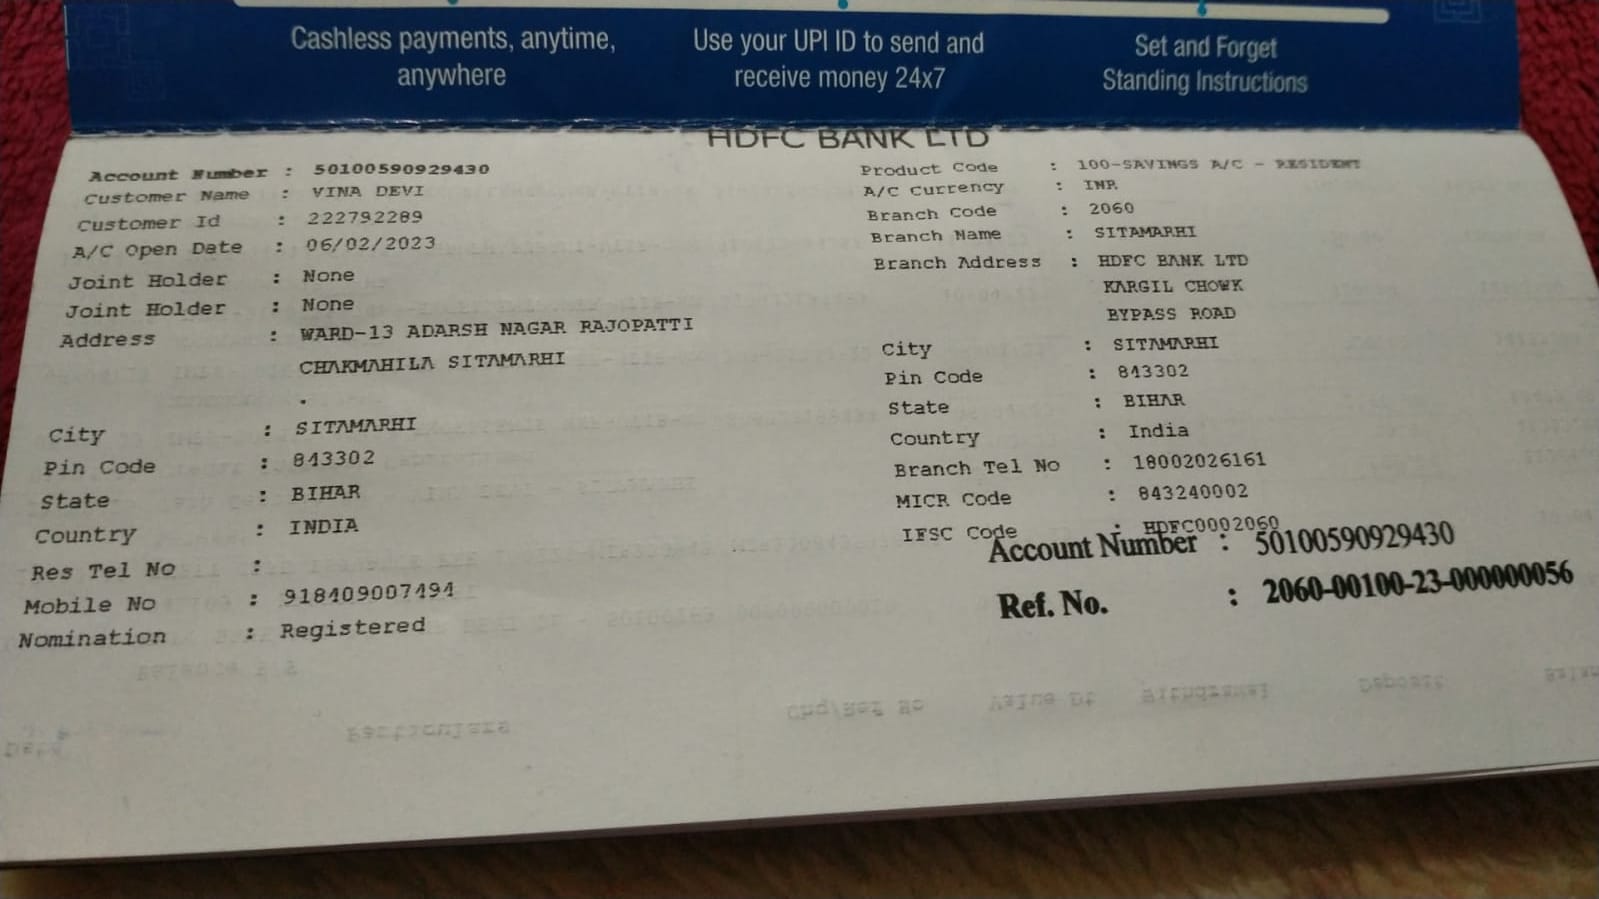 Cashless payments, anytime,
anywhere
Use your UPI ID to send and
receive money 24x7
Set and Forget
Standing Instructions
HDFC BANK LTD
Account Number : 50100590929430
Customer Name : VINA DEVI
Customer Id : 222792289
A/C Open Date : 06/02/2023
Joint Holder : None
Joint Holder : None
Address : WARD-13 ADARSH NAGAR RAJOPATTI
CHAKMAHILA SITAMARHI
.
City : SITAMARHI
Pin Code : 843302
State : BIHAR
Country : INDIA
Res Tel No :
Mobile No : 918409007494
Nomination : Registered
Product Code : 100-SAVINGS A/C - RESIDENT
A/C Currency : INR
Branch Code : 2060
Branch Name : SITAMARHI
Branch Address : HDFC BANK LTD
KARGIL CHOWK
BYPASS ROAD
City : SITAMARHI
Pin Code : 843302
State : BIHAR
Country : India
Branch Tel No : 18002026161
MICR Code : 843240002
IFSC Code : HDFC0002060
Account Number : 50100590929430
Ref. No. : 2060-00100-23-000000056